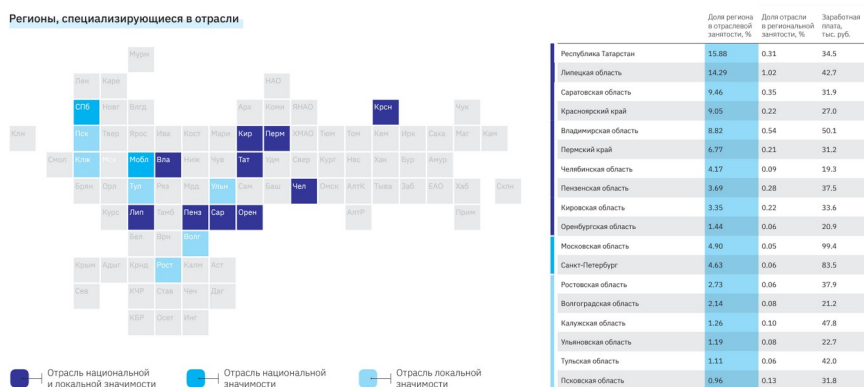 Регионы, специализирующиеся в отрасли
Мурм
Лен Каре НАО
СПб Новг Влгд Арх Коми ЯНАО Крсн Чук
Клн Пск Твер Ярос Ива Кост Мари Кир Перм ХМАО Тюм Том Кем Ирк Саха Маг Кам
Смол Клж Мск Мобл Вла Ниж Чув Тат Удм Свер Кург Нвс Хак Бур Амур
Брян Орл Тул Ряз Мрд Ульн Сам Баш Чел Омск АлтК Тыва Заб ЕАО Хаб Схлн
Курс Лип Тамб Пенз Сар Орен АлтР Прим
Бел Врн Волг
Крым Адыг Крнд Рост Калм Аст
Сев КЧР Став Чеч Даг
КБР Осет Инг
Отрасль национальной
и локальной значимости
Отрасль национальной
значимости
Отрасль локальной
значимости
Доля региона
в отраслевой
занятости, %
Доля отрасли
в региональной
занятости, %
Заработная
плата,
тыс. руб.
Республика Татарстан 15.88 0.31 34.5
Липецкая область 14.29 1.02 42.7
Саратовская область 9.46 0.35 31.9
Красноярский край 9.05 0.22 27.0
Владимирская область 8.82 0.54 50.1
Пермский край 6.77 0.21 31.2
Челябинская область 4.17 0.09 19.3
Пензенская область 3.69 0.28 37.5
Кировская область 3.35 0.22 33.6
Оренбургская область 1.44 0.06 20.9
Московская область 4.90 0.05 99.4
Санкт-Петербург 4.63 0.06 83.5
Ростовская область 2.73 0.06 37.9
Волгоградская область 2.14 0.08 21.2
Калужская область 1.26 0.10 47.8
Ульяновская область 1.19 0.08 22.7
Тульская область 1.11 0.06 42.0
Псковская область 0.96 0.13 31.8